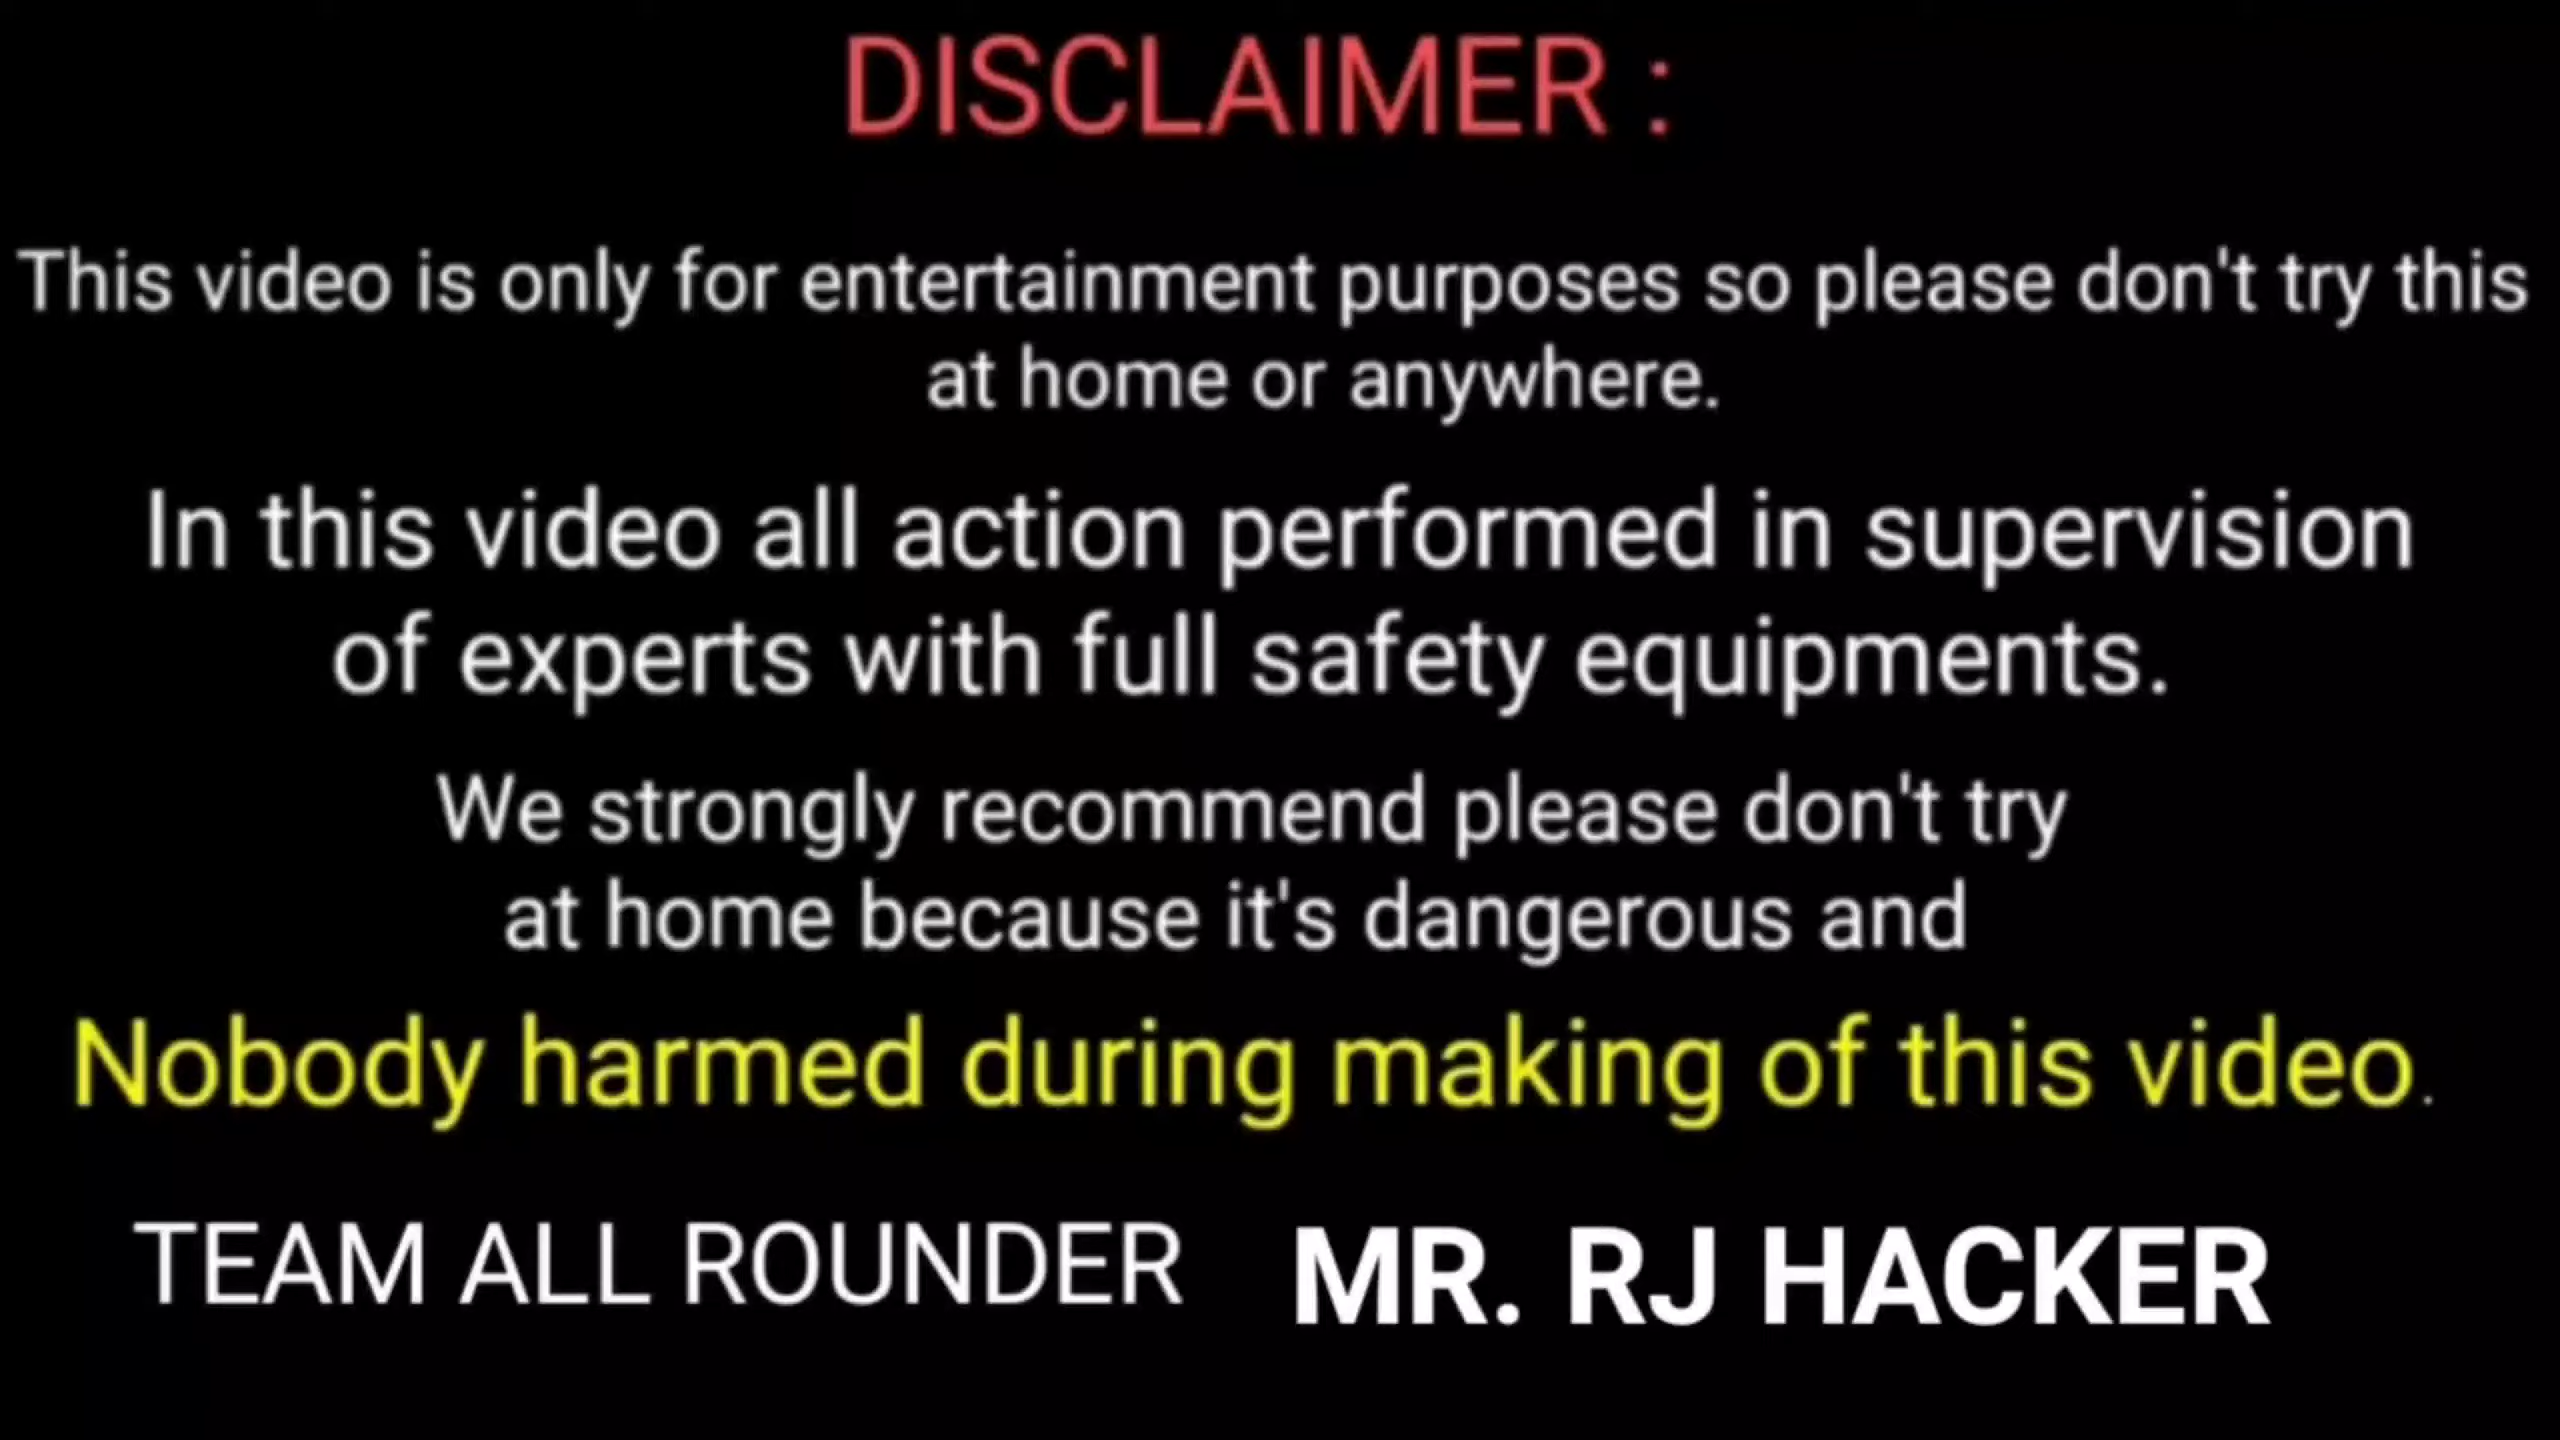 DISCLAIMER :
This video is only for entertainment purposes so please don't try this
at home or anywhere.
In this video all action performed in supervision
of experts with full safety equipments.
We strongly recommend please don't try
at home because it's dangerous and
Nobody harmed during making of this video.
TEAM ALL ROUNDER MR. RJ HACKER